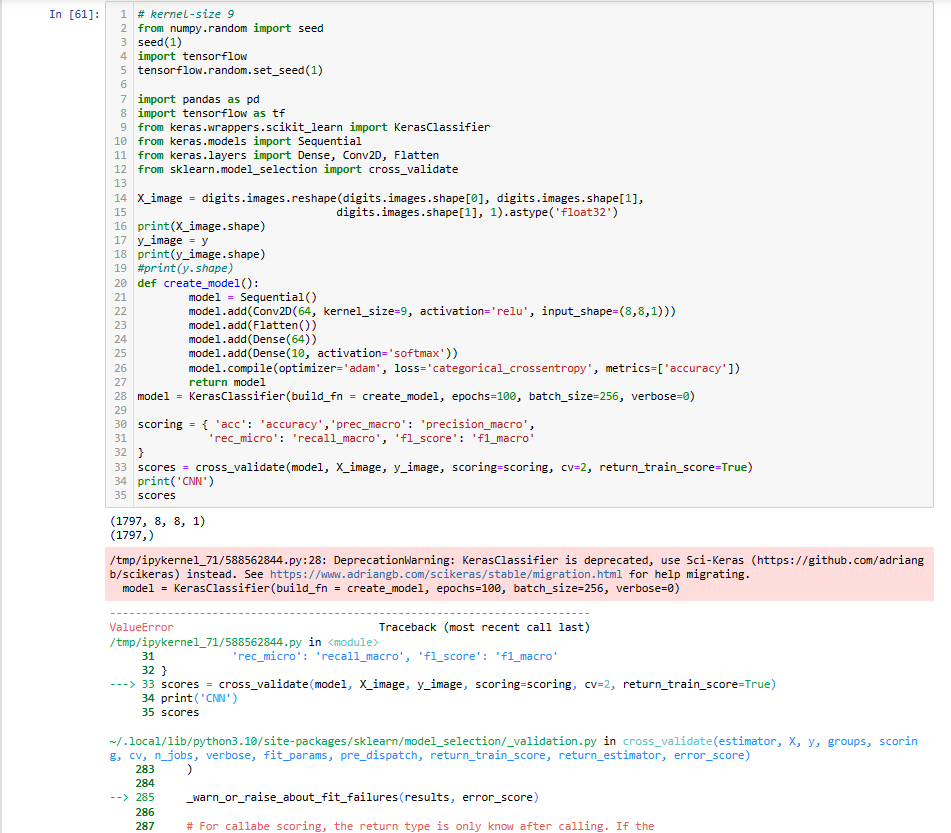 In [61]:
1 # kernel-size 9
2 from numpy.random import seed
3 seed(1)
4 import tensorflow
5 tensorflow.random.set_seed(1)
6
7 import pandas as pd
8 import tensorflow as tf
9 from keras.wrappers.scikit_learn import KerasClassifier
10 from keras.models import Sequential
11 from keras.layers import Dense, Conv2D, Flatten
12 from sklearn.model_selection import cross_validate
13
14 X_image = digits.images.reshape(digits.images.shape[0], digits.images.shape[1],
15                                digits.images.shape[1], 1).astype('float32')
16 print(X_image.shape)
17 y_image = y
18 print(y_image.shape)
19 #print(y.shape)
20 def create_model():
21         model = Sequential()
22         model.add(Conv2D(64, kernel_size=9, activation='relu', input_shape=(8,8,1)))
23         model.add(Flatten())
24         model.add(Dense(64))
25         model.add(Dense(10, activation='softmax'))
26         model.compile(optimizer='adam', loss='categorical_crossentropy', metrics=['accuracy'])
27         return model
28 model = KerasClassifier(build_fn = create_model, epochs=100, batch_size=256, verbose=0)
29
30 scoring = { 'acc': 'accuracy','prec_macro': 'precision_macro',
31            'rec_micro': 'recall_macro', 'fl_score': 'f1_macro'
32 }
33 scores = cross_validate(model, X_image, y_image, scoring=scoring, cv=2, return_train_score=True)
34 print('CNN')
35 scores
(1797, 8, 8, 1)
(1797,)
/tmp/ipykernel_71/588562844.py:28: DeprecationWarning: KerasClassifier is deprecated, use Sci-Keras (https://github.com/adriang
b/scikeras) instead. See https://www.adriangb.com/scikeras/stable/migration.html for help migrating.
  model = KerasClassifier(build_fn = create_model, epochs=100, batch_size=256, verbose=0)
---------------------------------------------------------------------------
ValueError                                Traceback (most recent call last)
/tmp/ipykernel_71/588562844.py in <module>
     31            'rec_micro': 'recall_macro', 'fl_score': 'f1_macro'
     32 }
---> 33 scores = cross_validate(model, X_image, y_image, scoring=scoring, cv=2, return_train_score=True)
     34 print('CNN')
     35 scores
~/.local/lib/python3.10/site-packages/sklearn/model_selection/_validation.py in cross_validate(estimator, X, y, groups, scorin
g, cv, n_jobs, verbose, fit_params, pre_dispatch, return_train_score, return_estimator, error_score)
    283     )
    284
--> 285     _warn_or_raise_about_fit_failures(results, error_score)
    286
    287     # For callabe scoring, the return type is only know after calling. If the